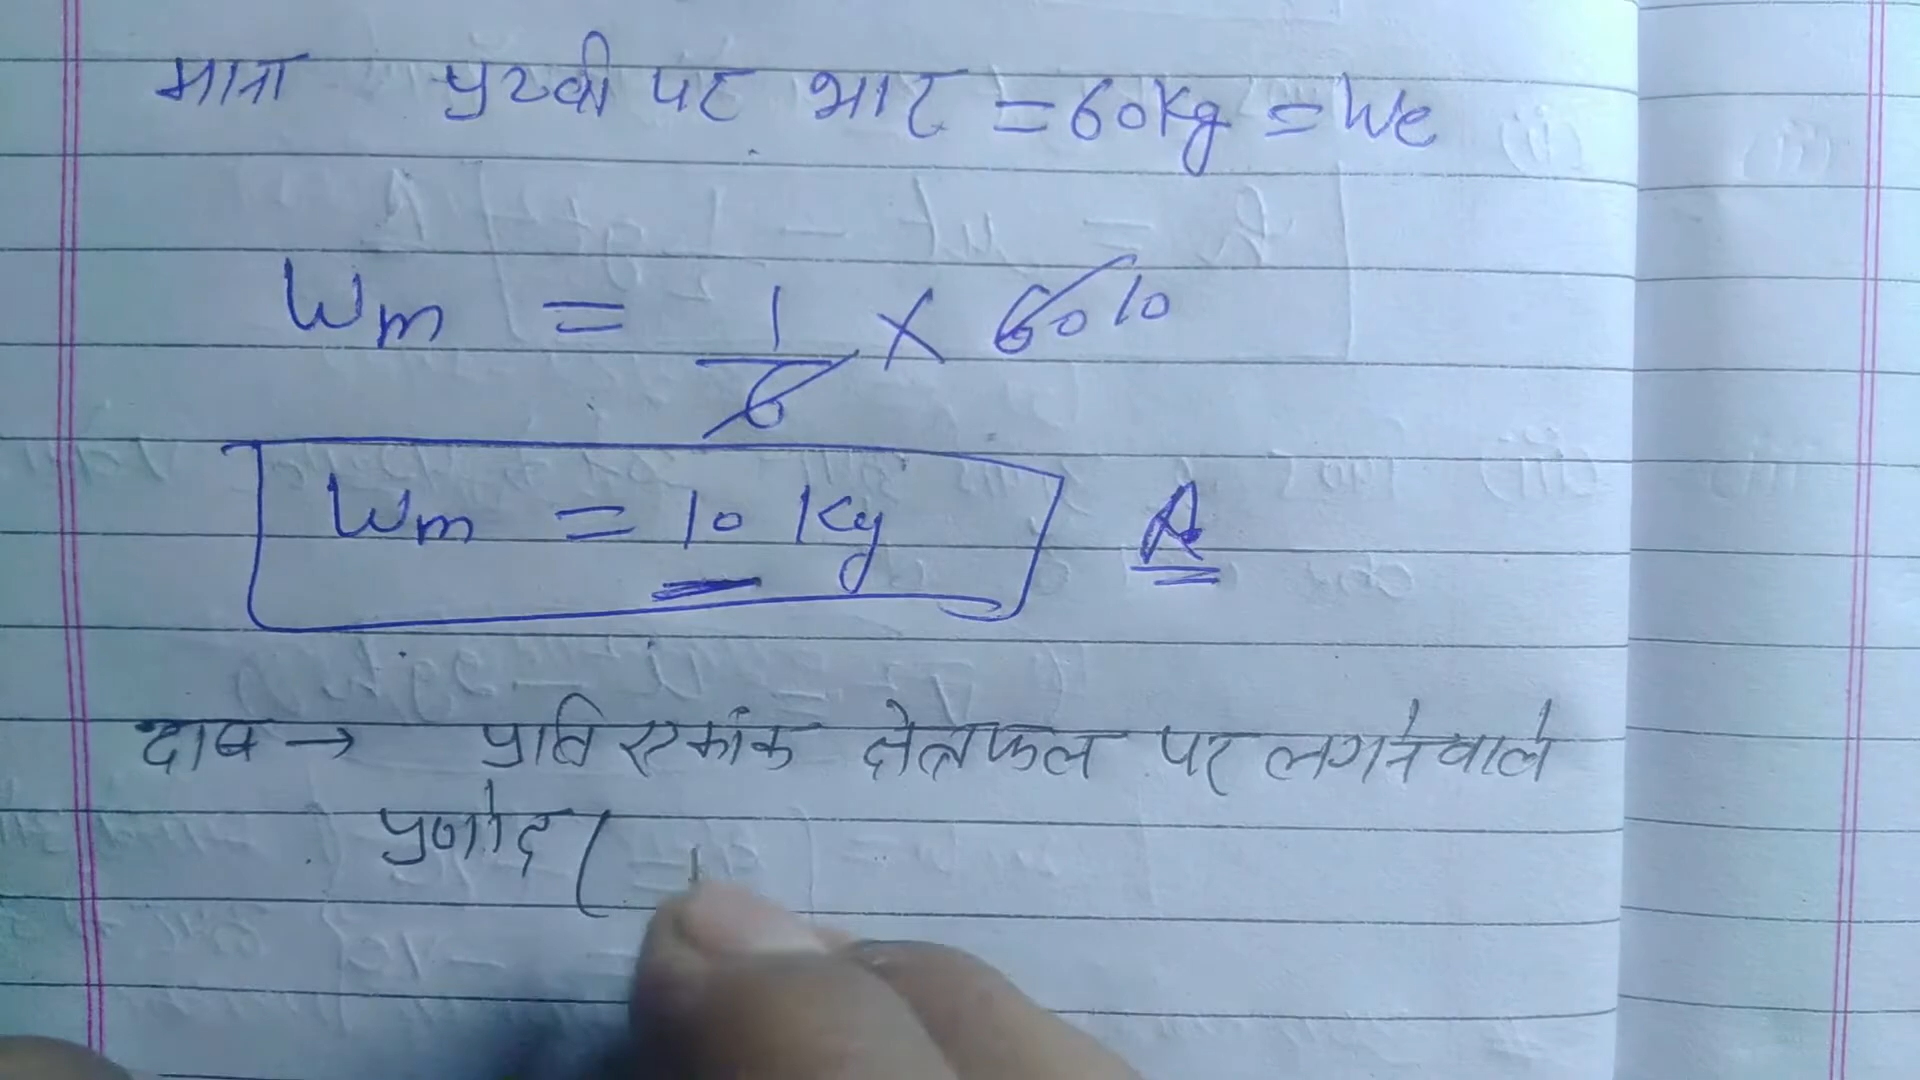 माना पृथ्वी पर भार = 60kg = We
Wm = 1/6 × 60 10
Wm = 10 Kg A
दाब → प्रति एकांक क्षेत्रफल पर लगने वाले
प्रणोद (